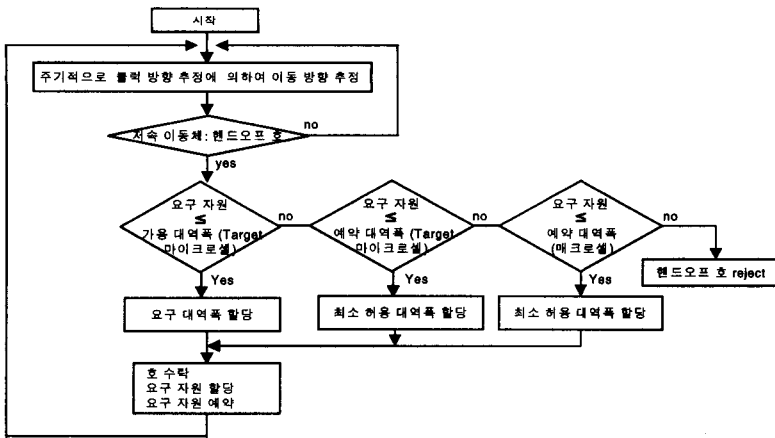 시작
주기적으로 블럭 방향 추정에 의하여 이동 방향 추정
저속 이동체: 핸드오프 호
no
yes
요구 자원
≤
가용 대역폭 (Target
마이크로셀)
no
요구 자원
≤
예약 대역폭 (Target
마이크로셀)
no
요구 자원
≤
예약 대역폭
(매크로셀)
no
핸드오프 호 reject
Yes
Yes
Yes
요구 대역폭 할당
최소 허용 대역폭 할당
최소 허용 대역폭 할당
호 수락
요구 자원 할당
요구 자원 예약